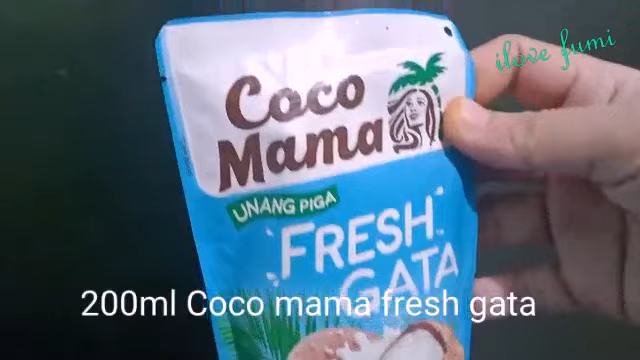 ilove fumi
Coco
Mama
UNANG PIGA
FRESH
GATA
200ml Coco mama fresh gata